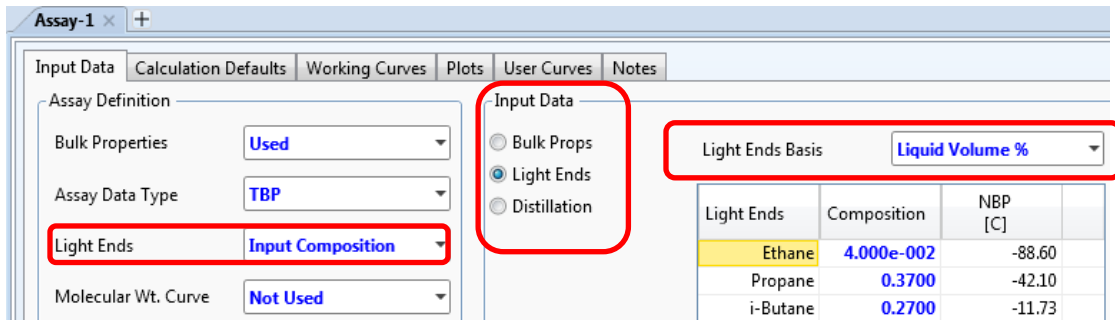 Assay-1 × +
Input Data Calculation Defaults Working Curves Plots User Curves Notes
Assay Definition
Bulk Properties Used
Assay Data Type TBP
Light Ends Input Composition
Molecular Wt. Curve Not Used
Input Data
Bulk Props
Light Ends
Distillation
Light Ends Basis Liquid Volume %
Light Ends Composition NBP
[C]
Ethane 4.000e-002 -88.60
Propane 0.3700 -42.10
i-Butane 0.2700 -11.73